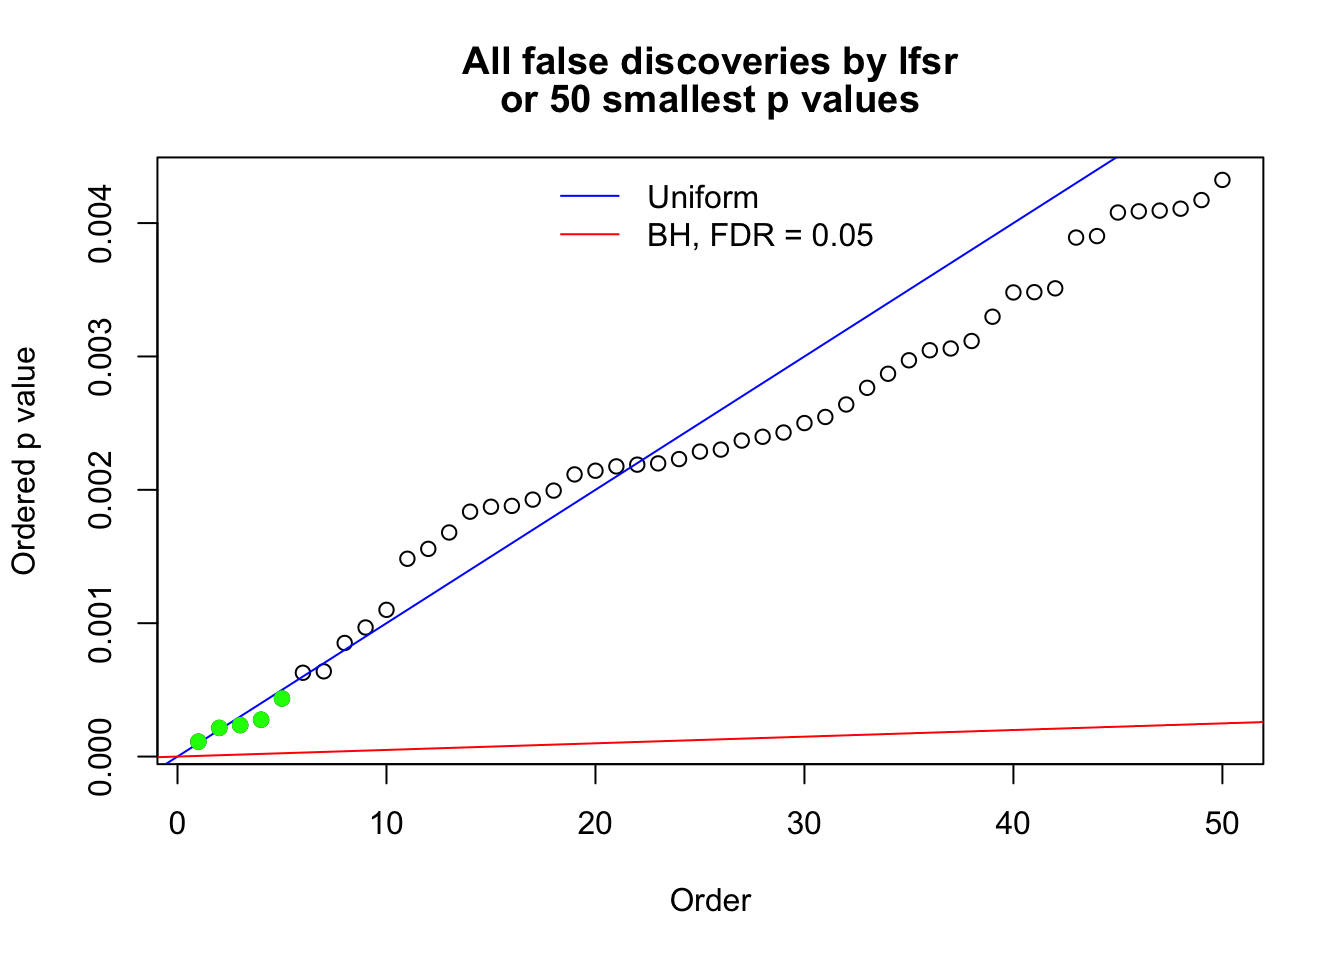 All false discoveries by lfsr
or 50 smallest p values
Uniform
BH, FDR = 0.05
Ordered p value
0.004
0.003
0.002
0.001
0.000
0 10 20 30 40 50
Order